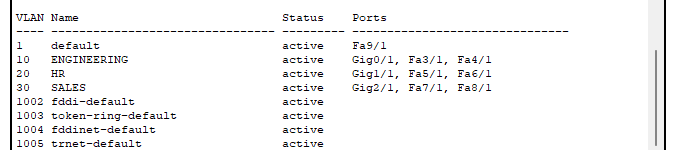 VLAN Name                             Status    Ports
---- -------------------------------- --------- -------------------------------
1    default                          active    Fa9/1
10   ENGINEERING                      active    Gig0/1, Fa3/1, Fa4/1
20   HR                               active    Gig1/1, Fa5/1, Fa6/1
30   SALES                            active    Gig2/1, Fa7/1, Fa8/1
1002 fddi-default                     active
1003 token-ring-default               active
1004 fddinet-default                  active
1005 trnet-default                    active